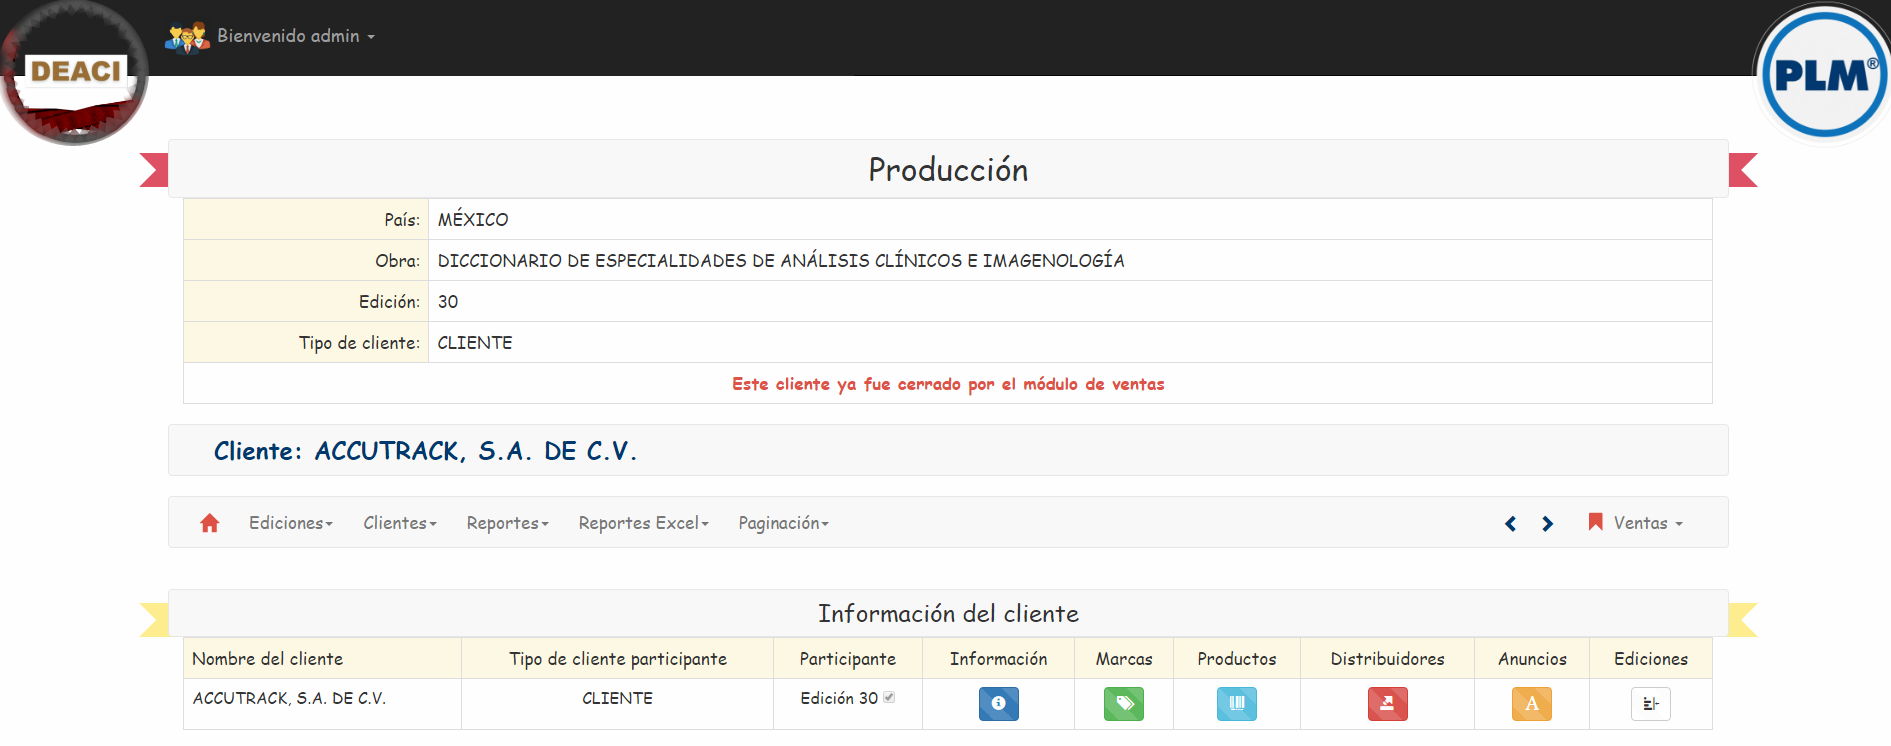 Bienvenido admin
DEACI
PLM®
Producción
País: MÉXICO
Obra: DICCIONARIO DE ESPECIALIDADES DE ANÁLISIS CLÍNICOS E IMAGENOLOGÍA
Edición: 30
Tipo de cliente: CLIENTE
Este cliente ya fue cerrado por el módulo de ventas
Cliente: ACCUTRACK, S.A. DE C.V.
Ediciones Clientes Reportes Reportes Excel Paginación Ventas
Información del cliente
Nombre del cliente Tipo de cliente participante Participante Información Marcas Productos Distribuidores Anuncios Ediciones
ACCUTRACK, S.A. DE C.V. CLIENTE Edición 30 A